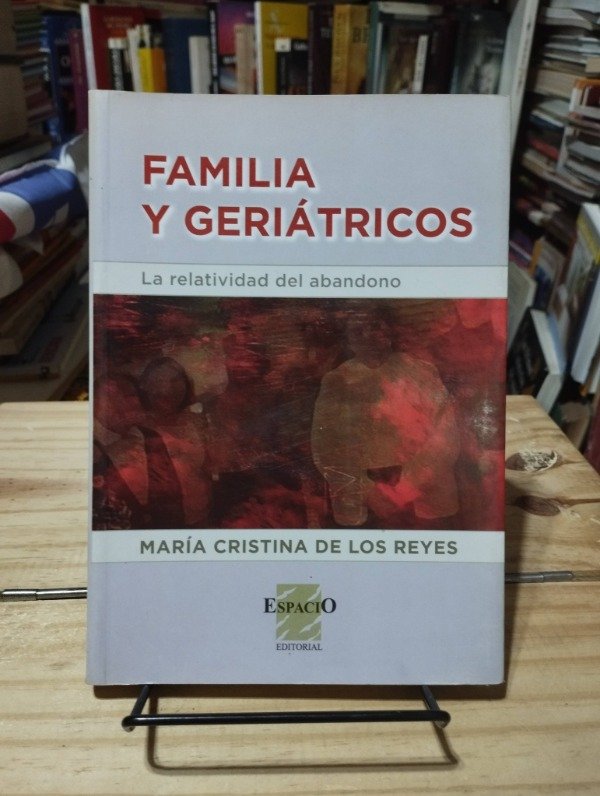 FAMILIA
Y GERIÁTRICOS
La relatividad del abandono
MARÍA CRISTINA DE LOS REYES
ESPACIO
EDITORIAL